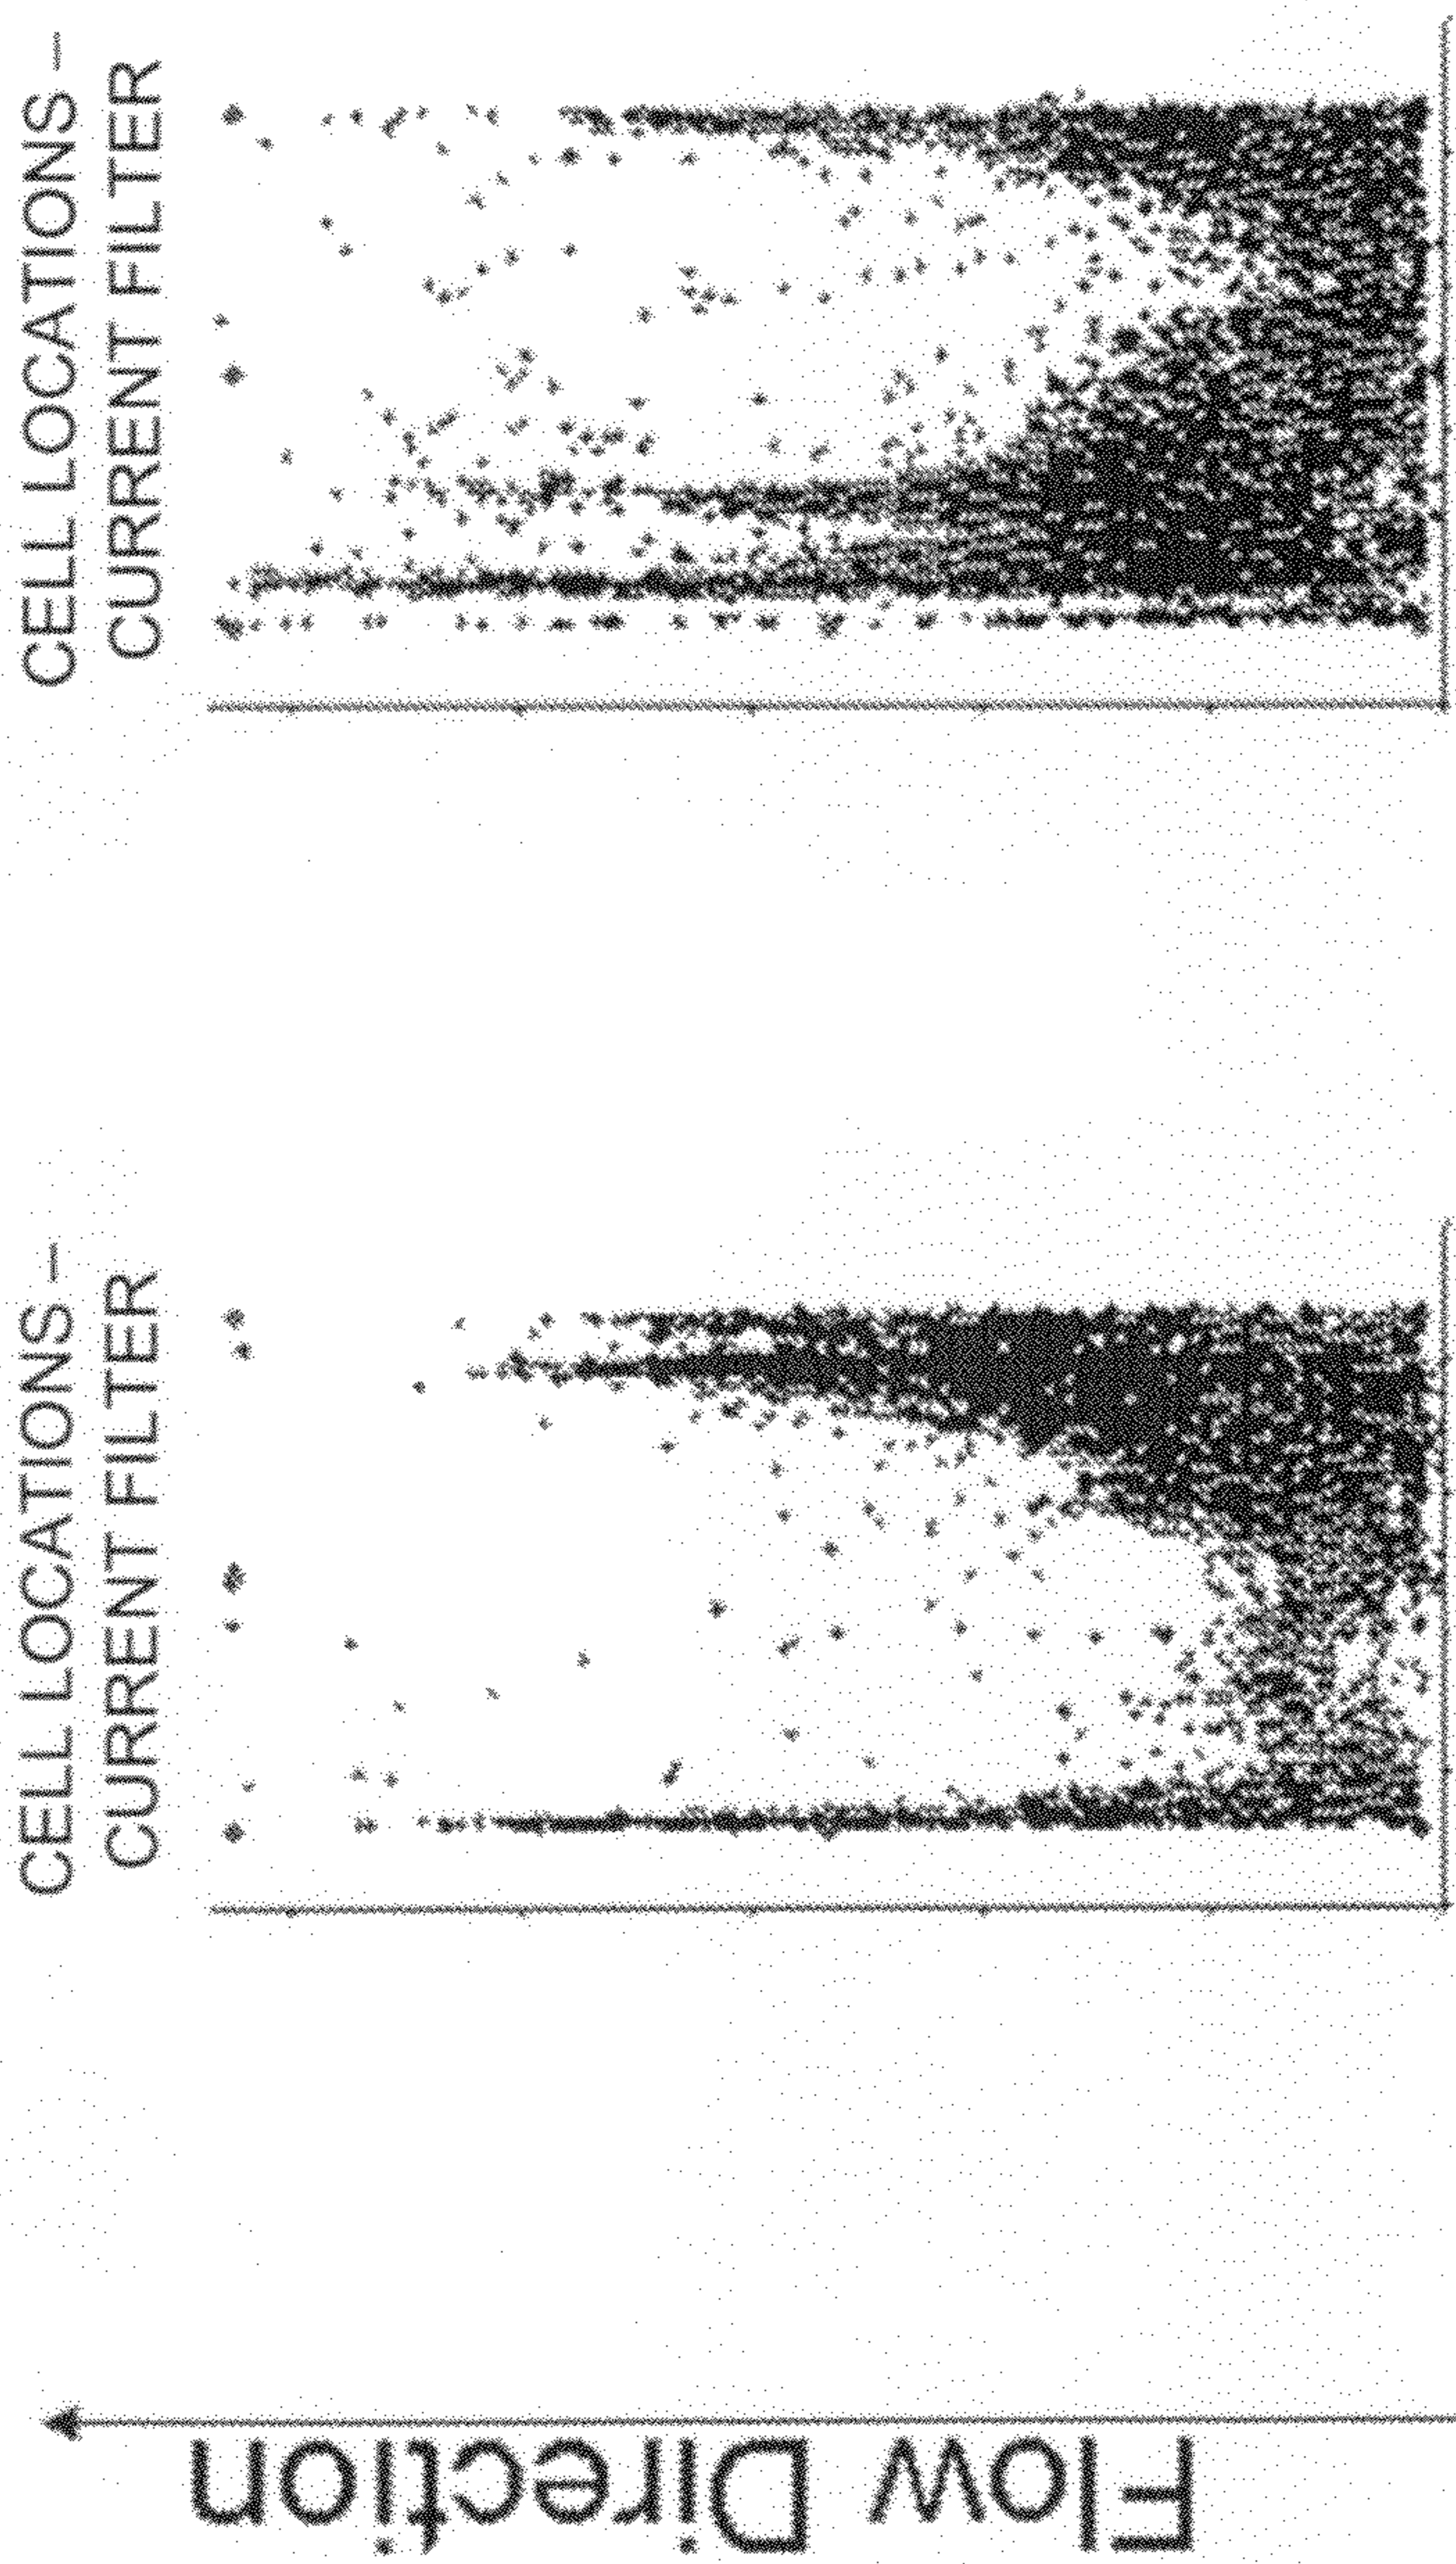 CELL LOCATIONS –
CURRENT FILTER
CELL LOCATIONS –
CURRENT FILTER
Flow Direction